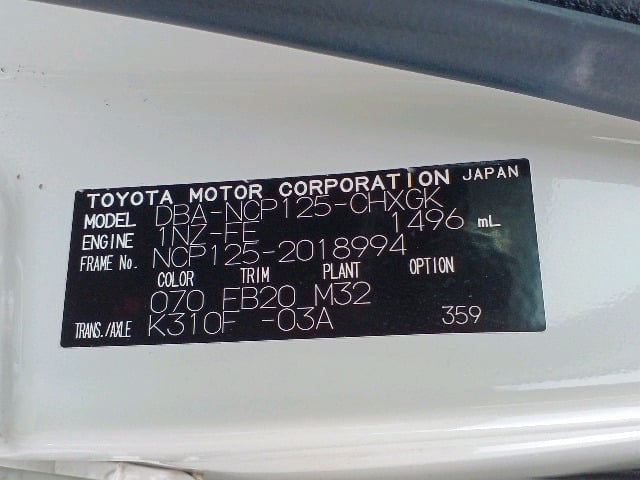 TOYOTA MOTOR CORPORATION JAPAN
MODEL DBA-NCP125-CHXGK
ENGINE 1NZ-FE 1496 mL
FRAME No. NCP125-2018994
COLOR TRIM PLANT OPTION
070 FB20 M32
TRANS./AXLE K310F -03A 359